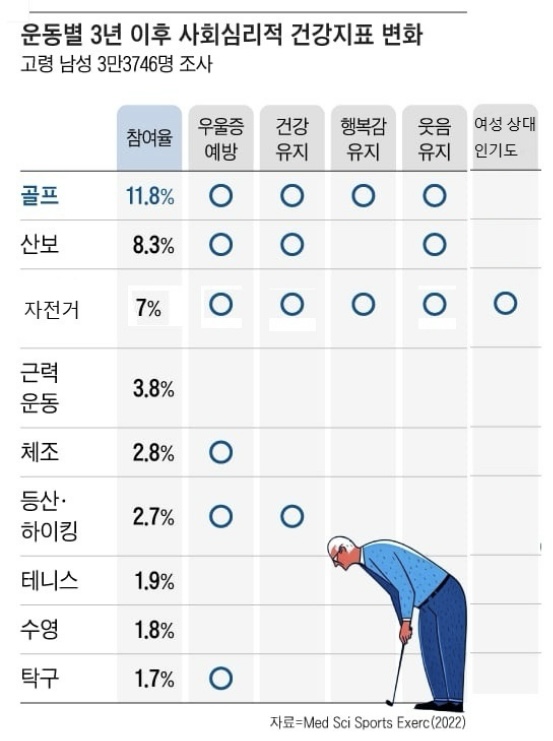 운동별 3년 이후 사회심리적 건강지표 변화
고령 남성 3만3746명 조사
참여율 우울증 예방 건강 유지 행복감 유지 웃음 유지 여성 상대 인기도
골프 11.8% ○ ○ ○ ○
산보 8.3% ○ ○ ○
자전거 7% ○ ○ ○ ○ ○
근력 운동 3.8%
체조 2.8% ○
등산· 하이킹 2.7% ○ ○
테니스 1.9%
수영 1.8%
탁구 1.7% ○
자료=Med Sci Sports Exerc(2022)